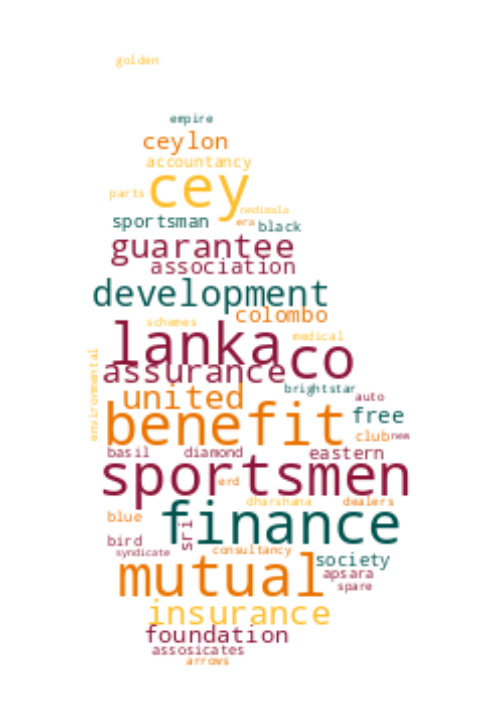 golden
empire
ceylon
accountancy
cey
parts
nedimala
sportsman
era
black
guarantee
association
development
colombo
schemes
lanka
medical
co
environmental
assurance
brightstar
united
auto
benefit
free
club
new
basil
diamond
eastern
sportsmen
erd
dharshana
dealers
blue
finance
sri
bird
syndicate
consultancy
society
mutual
apsara
spare
insurance
foundation
assosicates
arrows